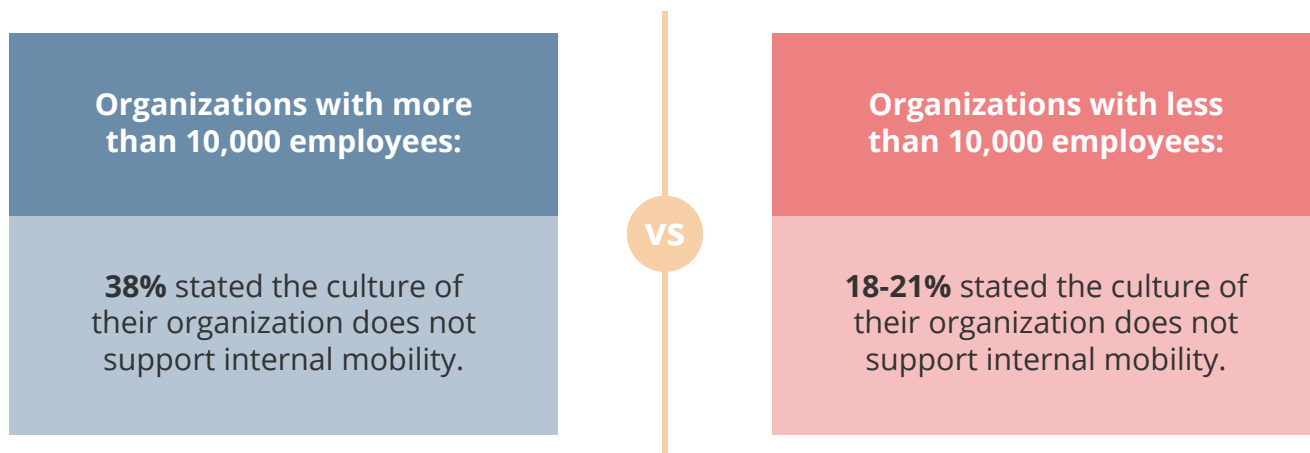 Organizations with more
than 10,000 employees:
38% stated the culture of
their organization does not
support internal mobility.
vs
Organizations with less
than 10,000 employees:
18-21% stated the culture of
their organization does not
support internal mobility.